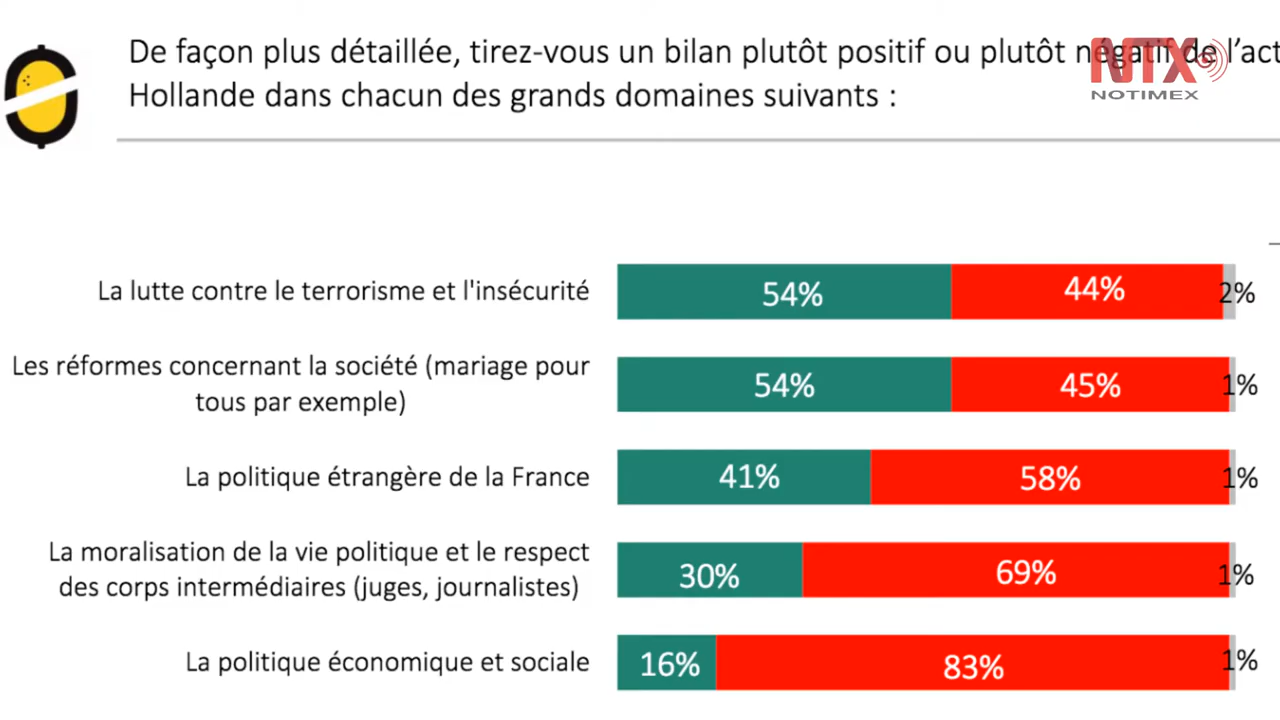 De façon plus détaillée, tirez-vous un bilan plutôt positif ou plutôt négatif de l’act
Hollande dans chacun des grands domaines suivants :
NTX
NOTIMEX
La lutte contre le terrorisme et l'insécurité
54% 44% 2%
Les réformes concernant la société (mariage pour
tous par exemple)
54% 45% 1%
La politique étrangère de la France
41% 58% 1%
La moralisation de la vie politique et le respect
des corps intermédiaires (juges, journalistes)
30% 69% 1%
La politique économique et sociale
16% 83% 1%